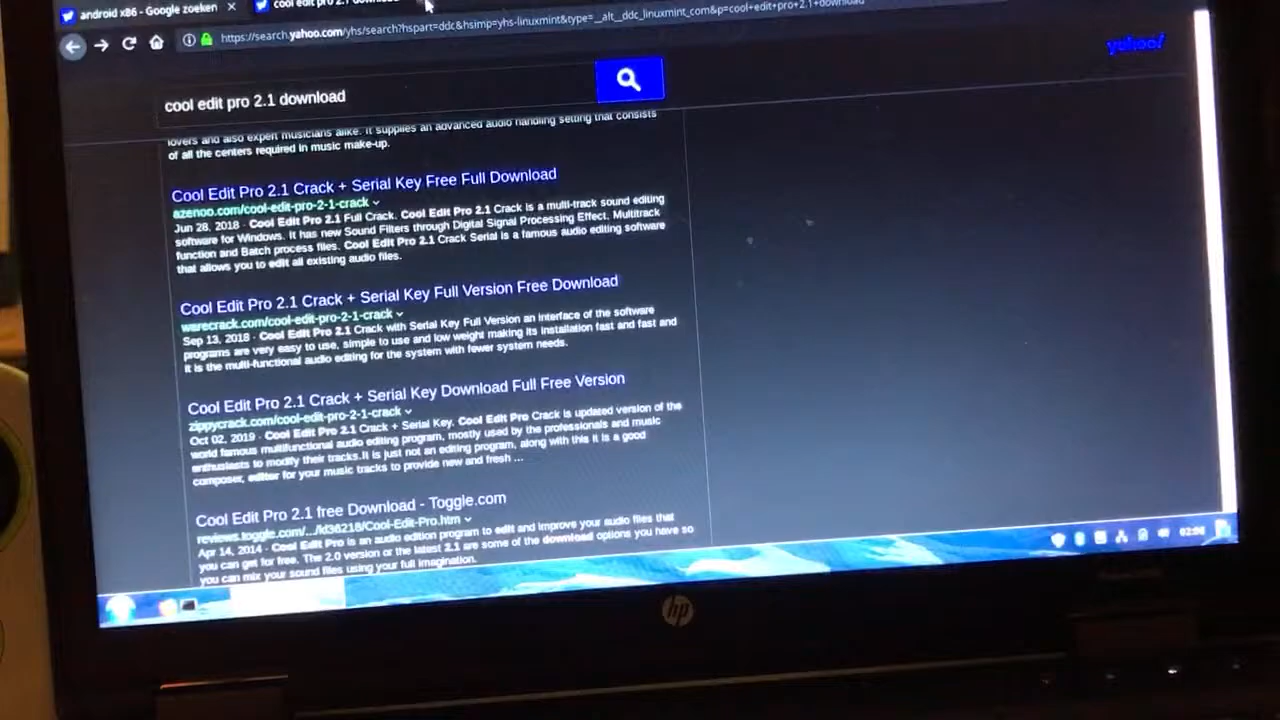 android x86 - Google zoeken
cool edit pro 2.1 download
https://search.yahoo.com/yhs/search?hspart=ddc&hsimp=yhs-linuxmint&type=__alt__ddc_linuxmint_com&p=cool+edit+pro+2.1+download
yahoo!
cool edit pro 2.1 download
lovers and also expert musicians alike. It supplies an advanced audio handling setting that consists
of all the centers required in music make-up.
Cool Edit Pro 2.1 Crack + Serial Key Free Full Download
azenoo.com/cool-edit-pro-2-1-crack
Jun 28, 2018 · Cool Edit Pro 2.1 Full Crack. Cool Edit Pro 2.1 Crack is a multi-track sound editing
software for Windows. It has new Sound Filters through Digital Signal Processing Effect, Multitrack
function and Batch process files. Cool Edit Pro 2.1 Crack Serial is a famous audio editing software
that allows you to edit all existing audio files.
Cool Edit Pro 2.1 Crack + Serial Key Full Version Free Download
warecrack.com/cool-edit-pro-2-1-crack
Sep 13, 2018 · Cool Edit Pro 2.1 Crack with Serial Key Full Version an interface of the software
programs are very easy to use, simple to use and low weight making its installation fast and fast and
it is the multi-functional audio editing for the system with fewer system needs.
Cool Edit Pro 2.1 Crack + Serial Key Download Full Free Version
zippycrack.com/cool-edit-pro-2-1-crack
Oct 02, 2019 · Cool Edit Pro 2.1 Crack + Serial Key. Cool Edit Pro Crack is updated version of the
world famous multifunctional audio editing program, mostly used by the professionals and music
enthusiasts to modify their tracks.It is just not an editing program, along with this it is a good
composer, editor for your music tracks to provide new and fresh ...
Cool Edit Pro 2.1 free Download - Toggle.com
reviews.toggle.com/.../ld36218/Cool-Edit-Pro.htm
Apr 14, 2014 · Cool Edit Pro is an audio edition program to edit and improve your audio files that
you can get for free. The 2.0 version or the latest 2.1 are some of the download options you have so
you can mix your sound files using your full imagination.
hp